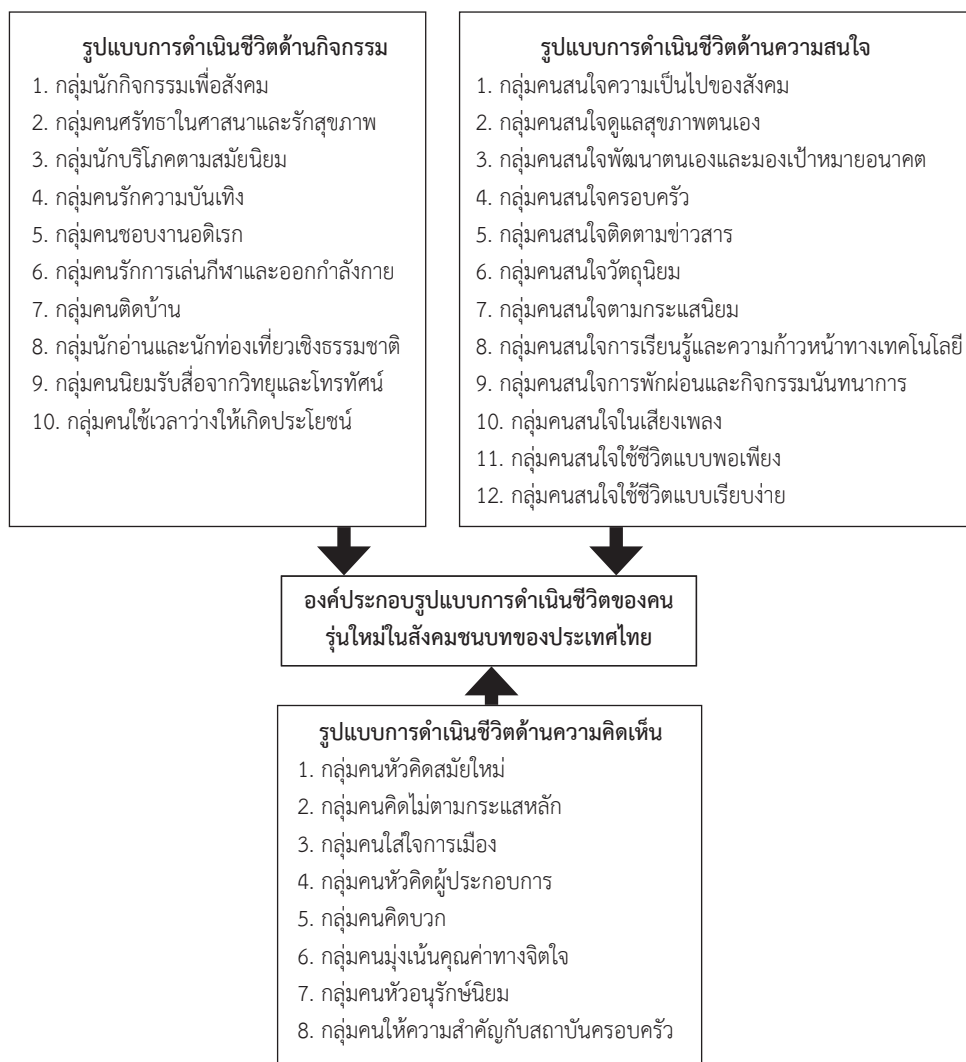 รูปแบบการดำเนินชีวิตด้านกิจกรรม
1. กลุ่มนักกิจกรรมเพื่อสังคม
2. กลุ่มคนศรัทธาในศาสนาและรักสุขภาพ
3. กลุ่มนักบริโภคตามสมัยนิยม
4. กลุ่มคนรักความบันเทิง
5. กลุ่มคนชอบงานอดิเรก
6. กลุ่มคนรักการเล่นกีฬาและออกกำลังกาย
7. กลุ่มคนติดบ้าน
8. กลุ่มนักอ่านและนักท่องเที่ยวเชิงธรรมชาติ
9. กลุ่มคนนิยมรับสื่อจากวิทยุและโทรทัศน์
10. กลุ่มคนใช้เวลาว่างให้เกิดประโยชน์
รูปแบบการดำเนินชีวิตด้านความสนใจ
1. กลุ่มคนสนใจความเป็นไปของสังคม
2. กลุ่มคนสนใจดูแลสุขภาพตนเอง
3. กลุ่มคนสนใจพัฒนาตนเองและมองเป้าหมายอนาคต
4. กลุ่มคนสนใจครอบครัว
5. กลุ่มคนสนใจติดตามข่าวสาร
6. กลุ่มคนสนใจวัตถุนิยม
7. กลุ่มคนสนใจตามกระแสนิยม
8. กลุ่มคนสนใจการเรียนรู้และความก้าวหน้าทางเทคโนโลยี
9. กลุ่มคนสนใจการพักผ่อนและกิจกรรมนันทนาการ
10. กลุ่มคนสนใจในเสียงเพลง
11. กลุ่มคนสนใจใช้ชีวิตแบบพอเพียง
12. กลุ่มคนสนใจใช้ชีวิตแบบเรียบง่าย
องค์ประกอบรูปแบบการดำเนินชีวิตของคน
รุ่นใหม่ในสังคมชนบทของประเทศไทย
รูปแบบการดำเนินชีวิตด้านความคิดเห็น
1. กลุ่มคนหัวคิดสมัยใหม่
2. กลุ่มคนคิดไม่ตามกระแสหลัก
3. กลุ่มคนใส่ใจการเมือง
4. กลุ่มคนหัวคิดผู้ประกอบการ
5. กลุ่มคนคิดบวก
6. กลุ่มคนมุ่งเน้นคุณค่าทางจิตใจ
7. กลุ่มคนหัวอนุรักษ์นิยม
8. กลุ่มคนให้ความสำคัญกับสถาบันครอบครัว